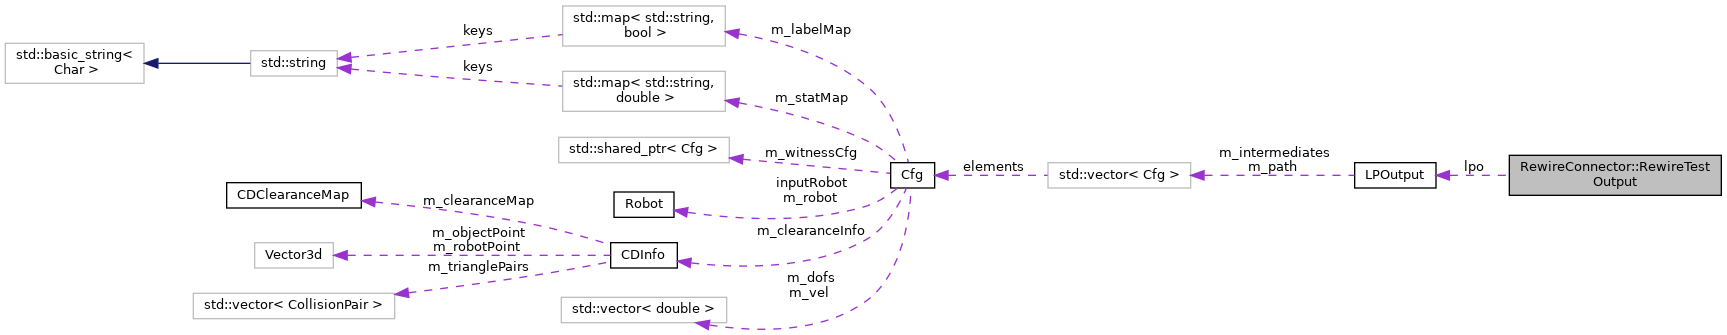 std::basic_string<
Char >
std::string
keys
keys
std::map< std::string,
bool >
std::map< std::string,
double >
std::shared_ptr< Cfg >
CDClearanceMap
Robot
Vector3d
CDInfo
std::vector< CollisionPair >
std::vector< double >
m_clearanceMap
m_objectPoint
m_robotPoint
m_trianglePairs
m_labelMap
m_statMap
m_witnessCfg
inputRobot
m_robot
m_clearanceInfo
m_dofs
m_vel
Cfg
elements
std::vector< Cfg >
m_intermediates
m_path
LPOutput
lpo
RewireConnector::RewireTest
Output